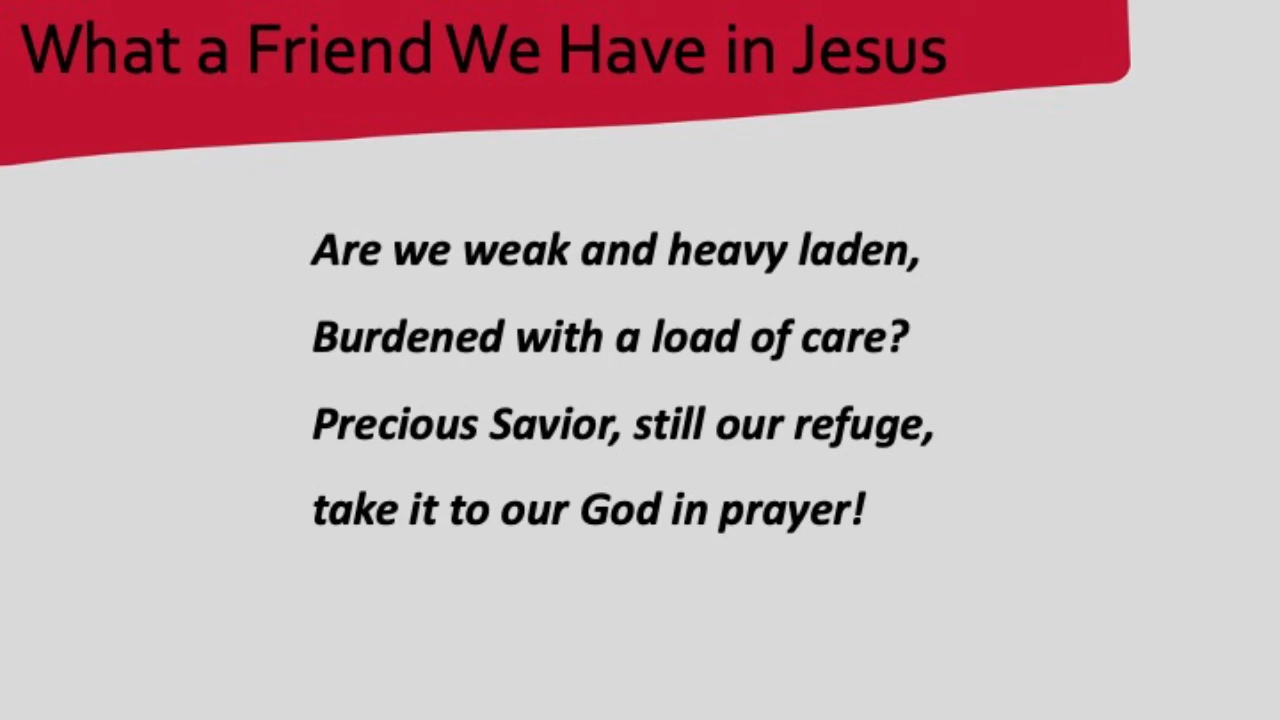 What a Friend We Have in Jesus
Are we weak and heavy laden,
Burdened with a load of care?
Precious Savior, still our refuge,
take it to our God in prayer!